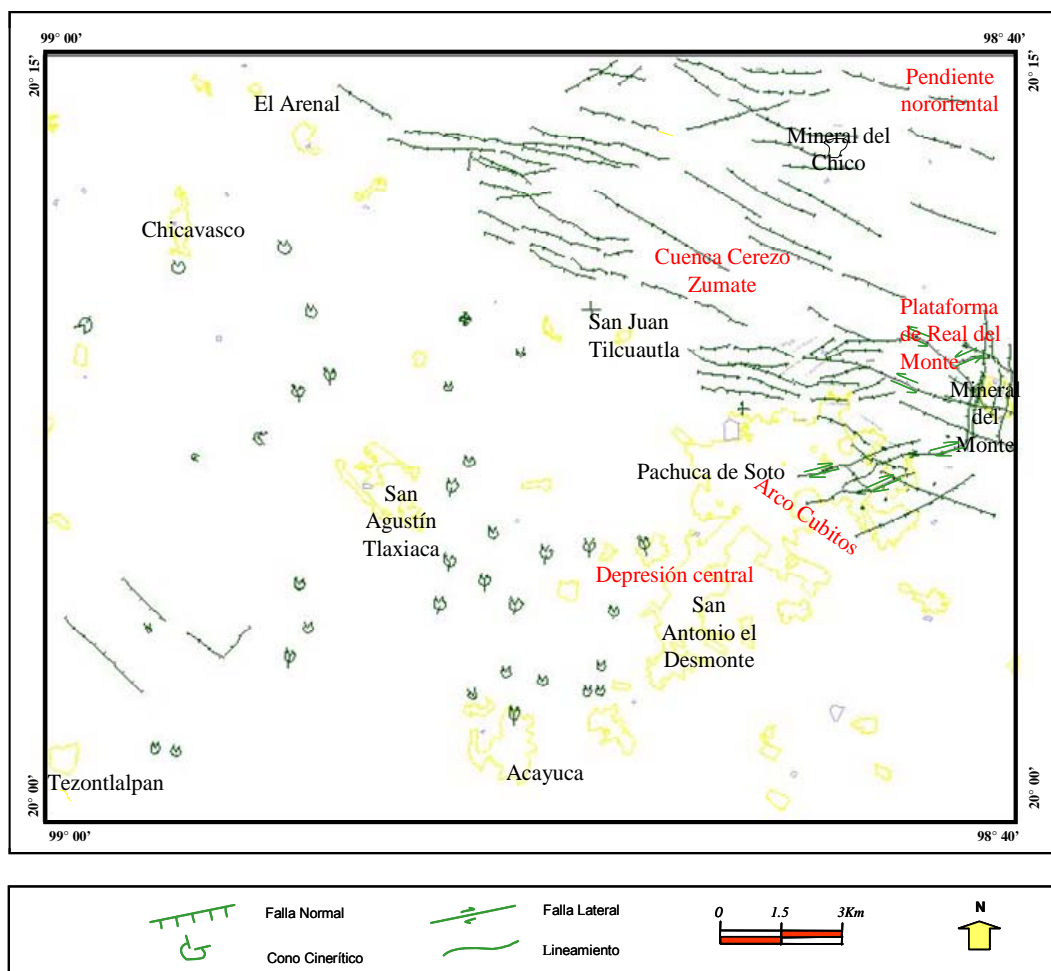 99° 00’
98° 40’
20° 15’
20° 15’
Pendiente
nororiental
El Arenal
Mineral del
Chico
Chicavasco
Cuenca Cerezo
Zumate
San Juan
Tilcuautla
Plataforma
de Real del
Monte
Mineral
del
Monte
Pachuca de Soto
Arco Cubitos
San
Agustín
Tlaxiaca
Depresión central
San
Antonio el
Desmonte
Acayuca
Tezontlalpan
20° 00’
20° 00’
99° 00’
98° 40’
Falla Normal
Falla Lateral
0 1.5 3Km
N
Cono Cinerítico
Lineamiento